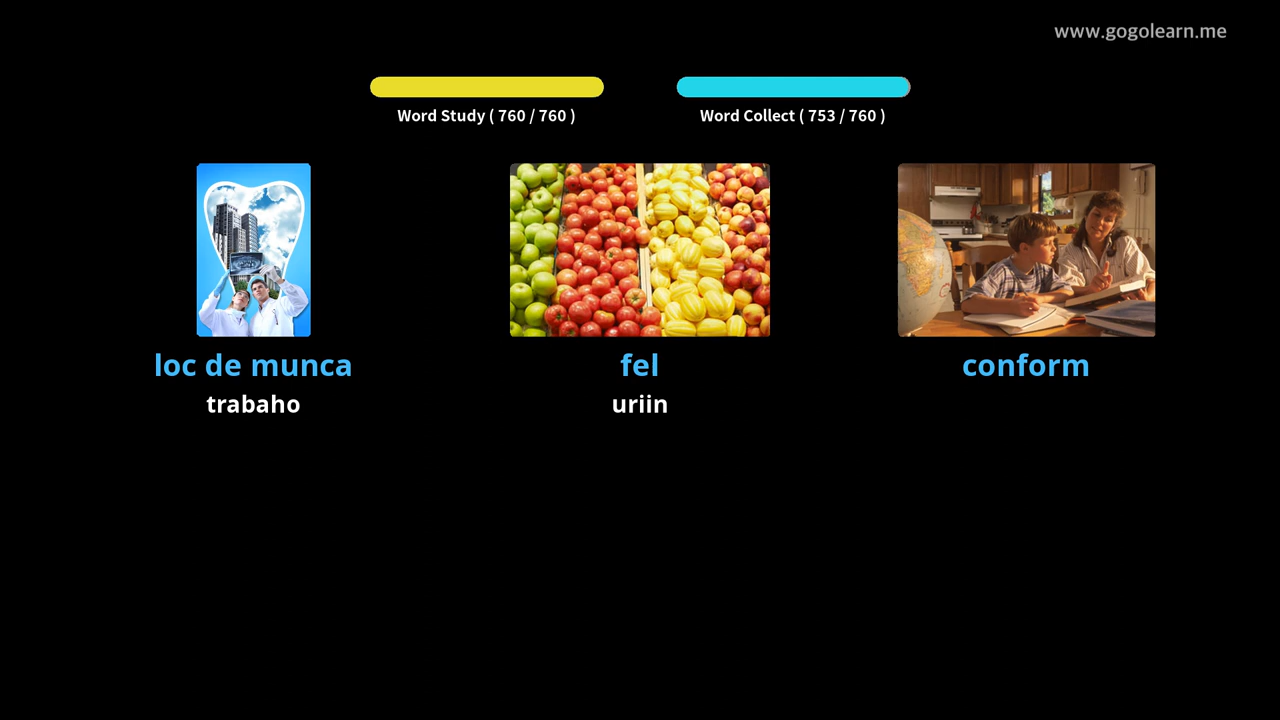 www.gogolearn.me
Word Study ( 760 / 760 )
Word Collect ( 753 / 760 )
loc de munca
trabaho
fel
uriin
conform